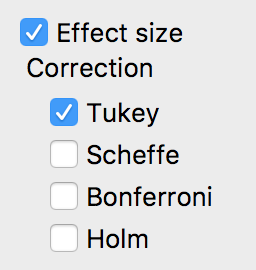 Effect size
Correction
Tukey
Scheffe
Bonferroni
Holm